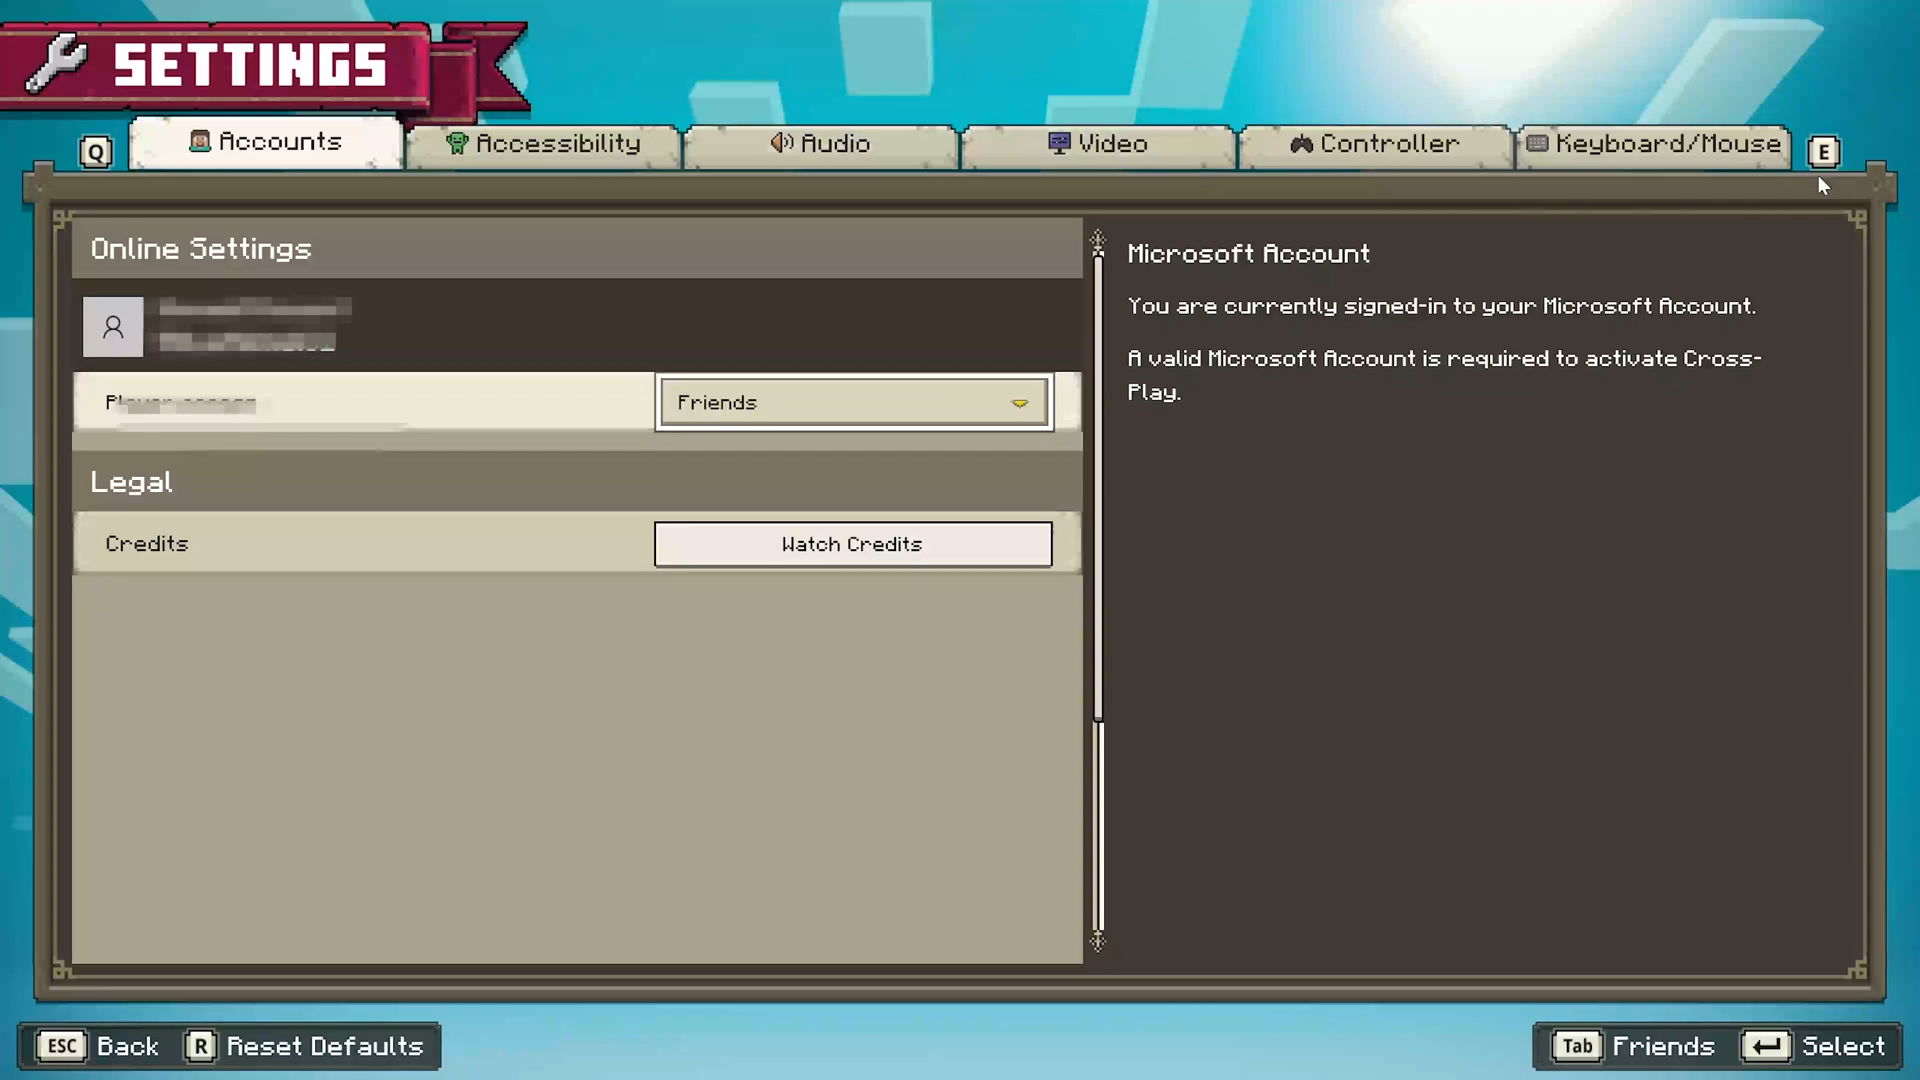 SETTINGS
Q Accounts Accessibility Audio Video Controller Keyboard/Mouse E
Online Settings
Friends
Legal
Credits Watch Credits
Microsoft Account
You are currently signed-in to your Microsoft Account.
A valid Microsoft Account is required to activate Cross-
Play.
ESC Back R Reset Defaults
Tab Friends Select